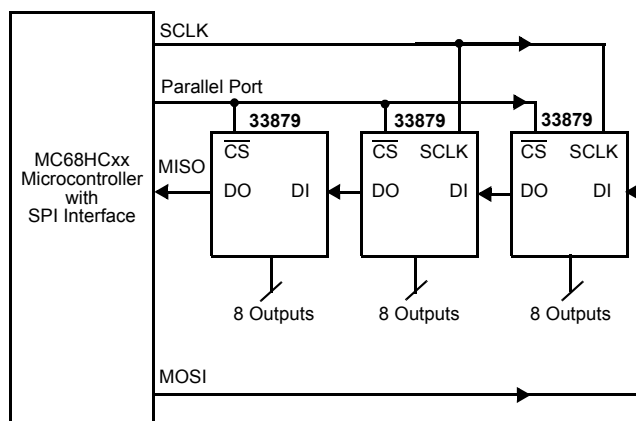 SCLK
Parallel Port
33879 33879 33879
CS CS SCLK CS SCLK
MC68HCxx
Microcontroller
with
SPI Interface
MISO
DO DI DO DI DO DI
8 Outputs 8 Outputs 8 Outputs
MOSI